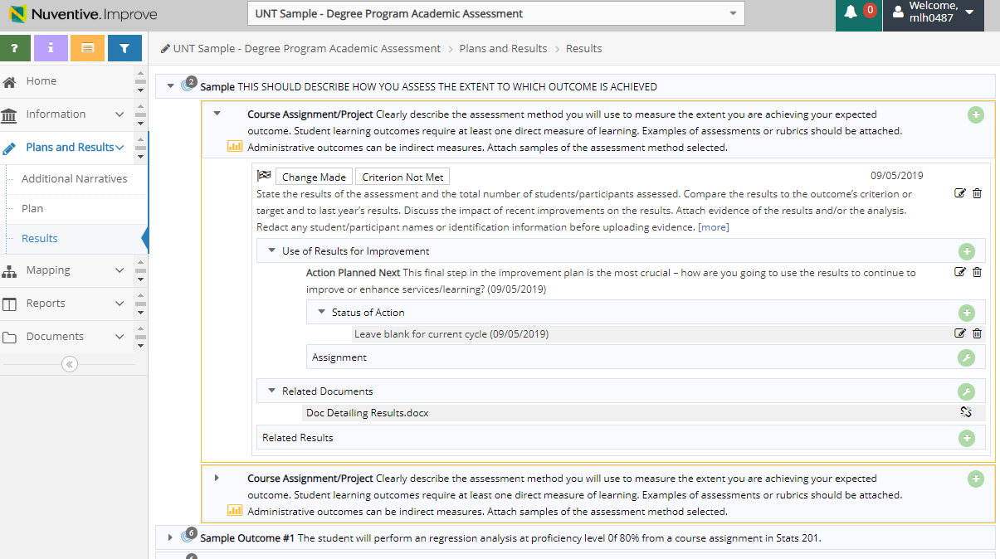 Nuventive.Improve
UNT Sample - Degree Program Academic Assessment
0
Welcome,
mlh0487
?
i
UNT Sample - Degree Program Academic Assessment > Plans and Results > Results
Home
Information
Plans and Results
Additional Narratives
Plan
Results
Mapping
Reports
Documents
2
Sample THIS SHOULD DESCRIBE HOW YOU ASSESS THE EXTENT TO WHICH OUTCOME IS ACHIEVED
Course Assignment/Project Clearly describe the assessment method you will use to measure the extent you are achieving your expected
outcome. Student learning outcomes require at least one direct measure of learning. Examples of assessments or rubrics should be attached.
Administrative outcomes can be indirect measures. Attach samples of the assessment method selected.
Change Made Criterion Not Met 09/05/2019
State the results of the assessment and the total number of students/participants assessed. Compare the results to the outcome's criterion or
target and to last year's results. Discuss the impact of recent improvements on the results. Attach evidence of the results and/or the analysis.
Redact any student/participant names or identification information before uploading evidence. [more]
Use of Results for Improvement
Action Planned Next This final step in the improvement plan is the most crucial – how are you going to use the results to continue to
improve or enhance services/learning? (09/05/2019)
Status of Action
Leave blank for current cycle (09/05/2019)
Assignment
Related Documents
Doc Detailing Results.docx
Related Results
Course Assignment/Project Clearly describe the assessment method you will use to measure the extent you are achieving your expected
outcome. Student learning outcomes require at least one direct measure of learning. Examples of assessments or rubrics should be attached.
Administrative outcomes can be indirect measures. Attach samples of the assessment method selected.
6
Sample Outcome #1 The student will perform an regression analysis at proficiency level 0f 80% from a course assignment in Stats 201.